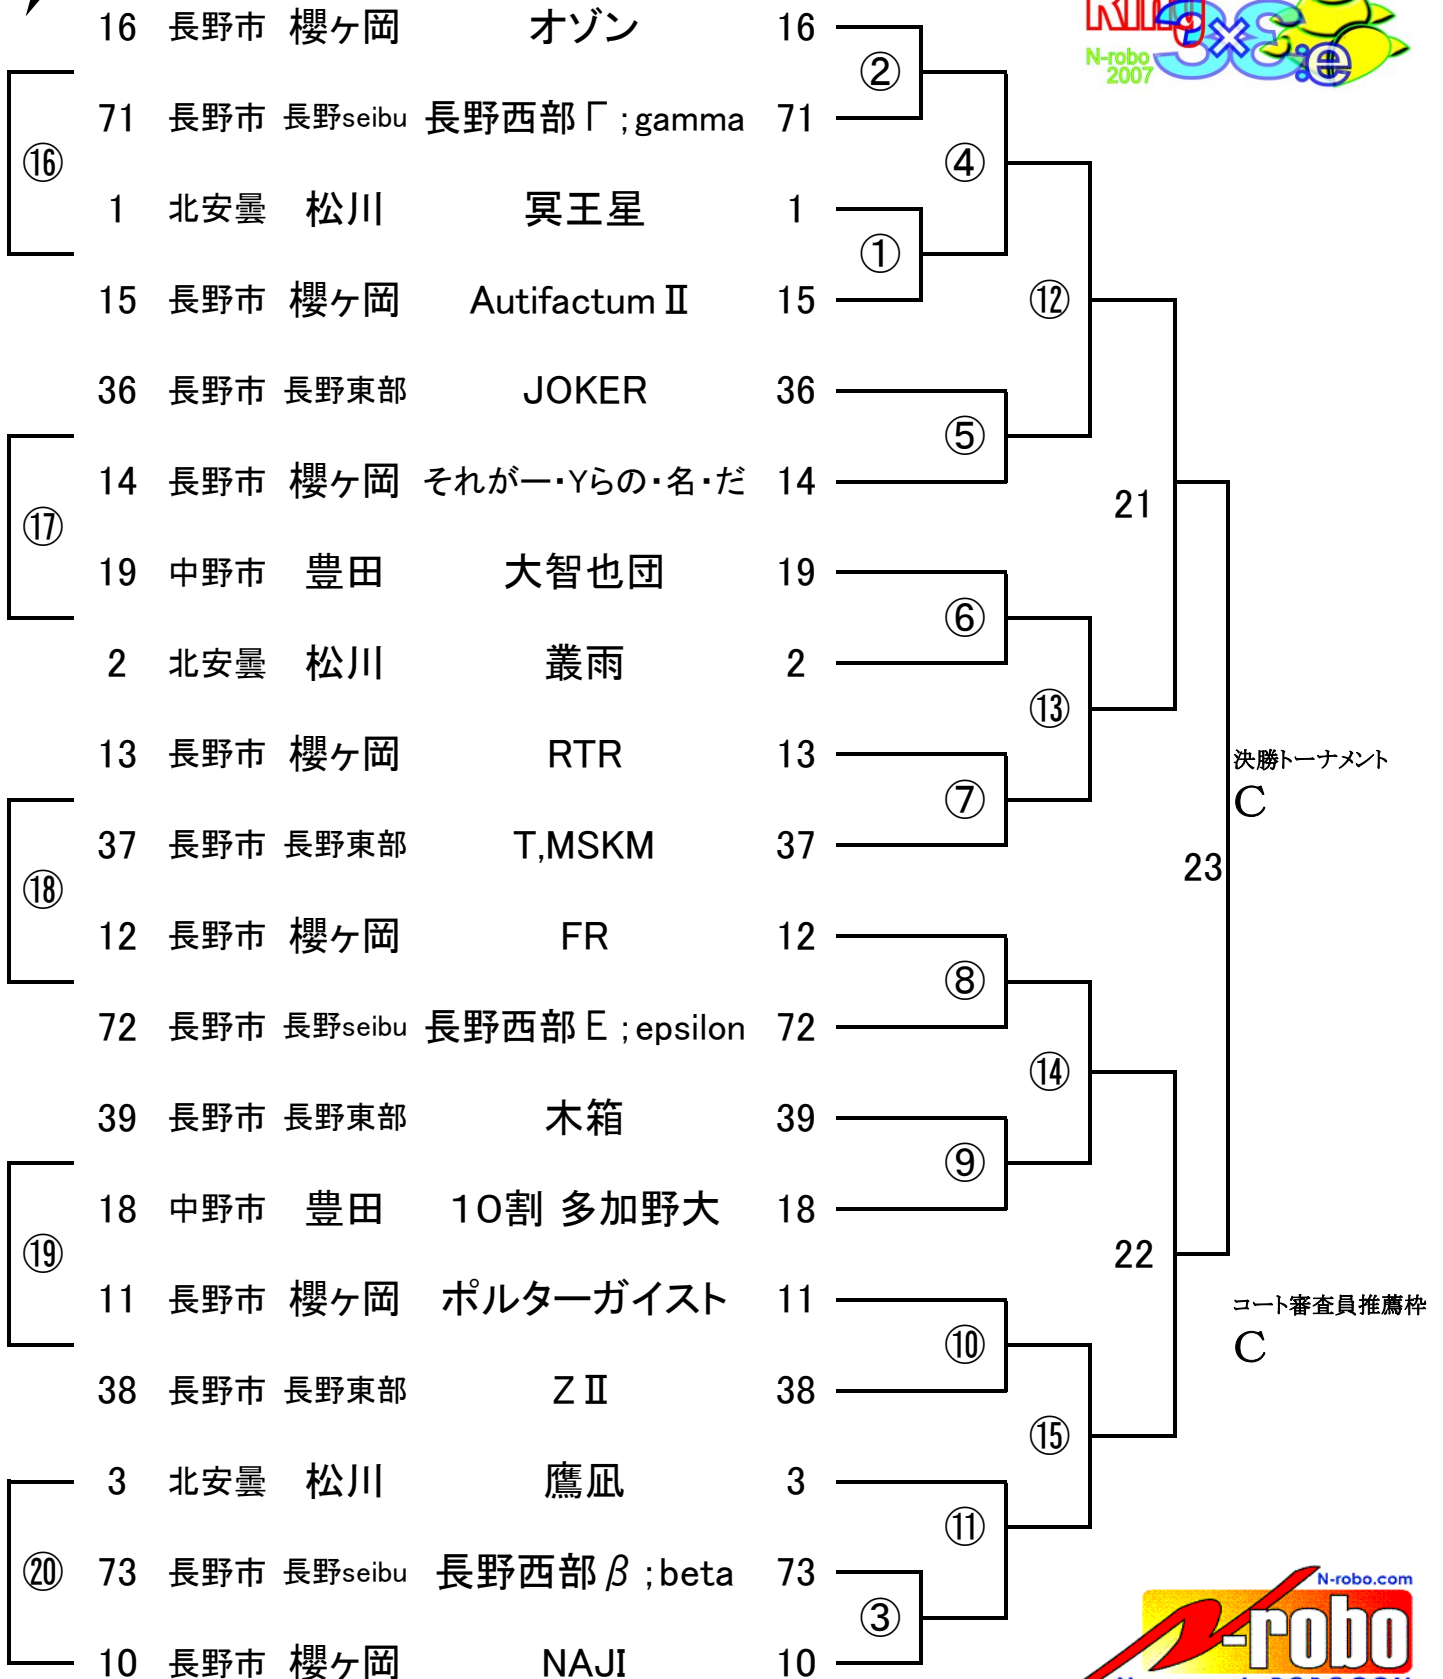 King
3×3:e
N-robo
2007
16 長野市 櫻ヶ岡 オゾン 16
②
71 長野市 長野seibu 長野西部Γ;gamma 71
⑯
④
1 北安曇 松川 冥王星 1
①
15 長野市 櫻ヶ岡 AutifactumⅡ 15
⑫
36 長野市 長野東部 JOKER 36
⑤
14 長野市 櫻ヶ岡 それがー・Yらの・名・だ 14
21
⑰
19 中野市 豊田 大智也団 19
⑥
2 北安曇 松川 叢雨 2
⑬
13 長野市 櫻ヶ岡 RTR 13
決勝トーナメント
C
⑦
37 長野市 長野東部 T,MSKM 37
23
⑱
12 長野市 櫻ヶ岡 FR 12
⑧
72 長野市 長野seibu 長野西部Ε;epsilon 72
⑭
39 長野市 長野東部 木箱 39
⑨
18 中野市 豊田 10割 多加野大 18
⑲
22
11 長野市 櫻ヶ岡 ポルターガイスト 11
コート審査員推薦枠
C
⑩
38 長野市 長野東部 ZⅡ 38
⑮
3 北安曇 松川 鷹凪 3
⑪
⑳
73 長野市 長野seibu 長野西部β;beta 73
③
10 長野市 櫻ヶ岡 NAJI 10
N-robo.com
N-robo